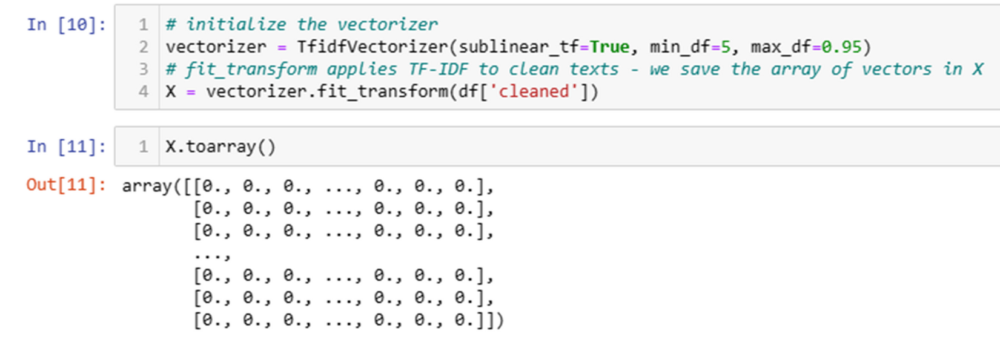 In [10]:
1 # initialize the vectorizer
2 vectorizer = TfidfVectorizer(sublinear_tf=True, min_df=5, max_df=0.95)
3 # fit_transform applies TF-IDF to clean texts - we save the array of vectors in X
4 X = vectorizer.fit_transform(df['cleaned'])
In [11]:
1 X.toarray()
Out[11]: array([[0., 0., 0., ..., 0., 0., 0.],
[0., 0., 0., ..., 0., 0., 0.],
[0., 0., 0., ..., 0., 0., 0.],
...,
[0., 0., 0., ..., 0., 0., 0.],
[0., 0., 0., ..., 0., 0., 0.],
[0., 0., 0., ..., 0., 0., 0.]])